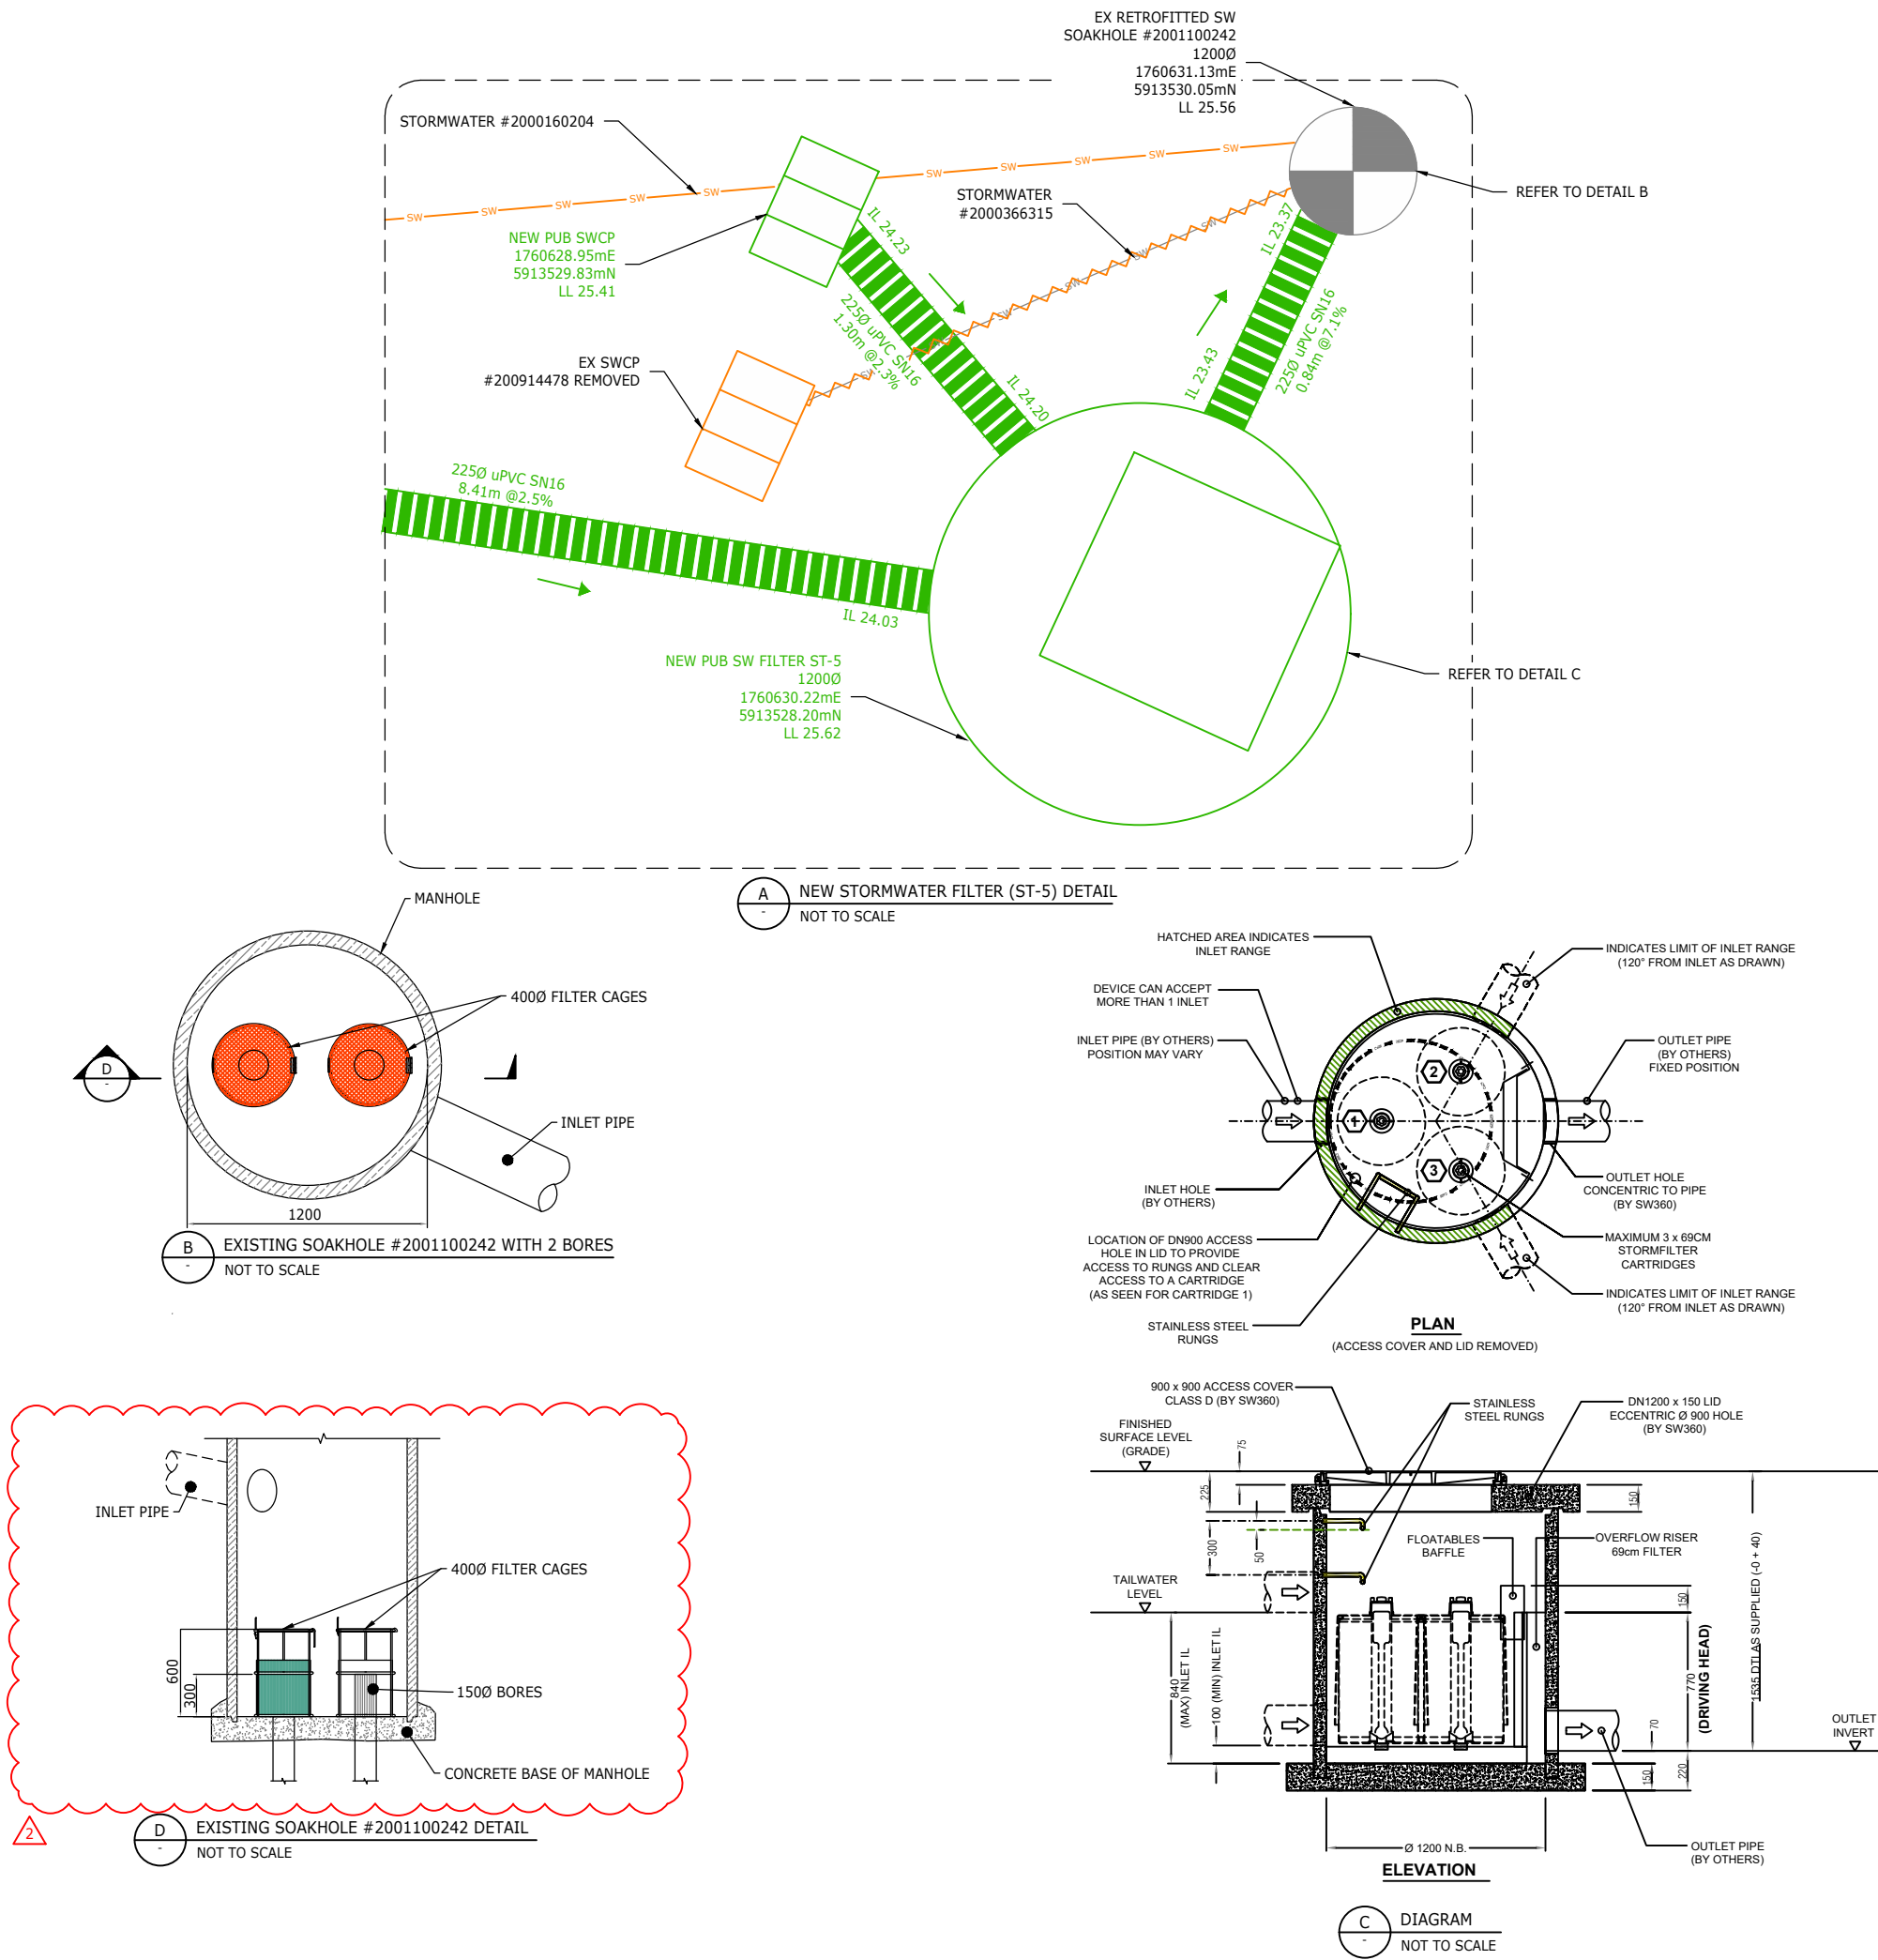 EX RETROFITTED SW
SOAKHOLE #2001100242
1200Ø
1760631.13mE
5913530.05mN
LL 25.56
STORMWATER #2000160204
SW
SW
SW
SW
SW
SW
SW
SW
SW
SW
REFER TO DETAIL B
STORMWATER
#2000366315
NEW PUB SWCP
1760628.95mE
5913529.83mN
LL 25.41
IL 24.23
225Ø uPVC SN16
1.30m @2.3%
IL 24.20
SW
SW
SW
SW
SW
IL 23.37
IL 23.43
225Ø uPVC SN16
0.84m @7.1%
EX SWCP
#200914478 REMOVED
225Ø uPVC SN16
8.41m @2.5%
IL 24.03
NEW PUB SW FILTER ST-5
1200Ø
1760630.22mE
5913528.20mN
LL 25.62
REFER TO DETAIL C
A
-
NEW STORMWATER FILTER (ST-5) DETAIL
NOT TO SCALE
MANHOLE
400Ø FILTER CAGES
D
-
INLET PIPE
1200
B
-
EXISTING SOAKHOLE #2001100242 WITH 2 BORES
NOT TO SCALE
HATCHED AREA INDICATES
INLET RANGE
INDICATES LIMIT OF INLET RANGE
(120° FROM INLET AS DRAWN)
DEVICE CAN ACCEPT
MORE THAN 1 INLET
INLET PIPE (BY OTHERS)
POSITION MAY VARY
OUTLET PIPE
(BY OTHERS)
FIXED POSITION
2
1
3
INLET HOLE
(BY OTHERS)
OUTLET HOLE
CONCENTRIC TO PIPE
(BY SW360)
LOCATION OF DN900 ACCESS
HOLE IN LID TO PROVIDE
ACCESS TO RUNGS AND CLEAR
ACCESS TO A CARTRIDGE
(AS SEEN FOR CARTRIDGE 1)
MAXIMUM 3 x 69CM
STORMFILTER
CARTRIDGES
INDICATES LIMIT OF INLET RANGE
(120° FROM INLET AS DRAWN)
STAINLESS STEEL
RUNGS
PLAN
(ACCESS COVER AND LID REMOVED)
INLET PIPE
400Ø FILTER CAGES
600
300
150Ø BORES
CONCRETE BASE OF MANHOLE
2
D
-
EXISTING SOAKHOLE #2001100242 DETAIL
NOT TO SCALE
900 x 900 ACCESS COVER
CLASS D (BY SW360)
STAINLESS
STEEL RUNGS
DN1200 x 150 LID
ECCENTRIC Ø 900 HOLE
(BY SW360)
FINISHED
SURFACE LEVEL
(GRADE)
75
225
150
300
50
FLOATABLES
BAFFLE
OVERFLOW RISER
69cm FILTER
TAILWATER
LEVEL
150
840
(MAX) INLET IL
100 (MIN) INLET IL
770
(DRIVING HEAD)
1535 DTI AS SUPPLIED (-0 + 40)
70
150
220
OUTLET
INVERT
Ø 1200 N.B.
OUTLET PIPE
(BY OTHERS)
ELEVATION
C
-
DIAGRAM
NOT TO SCALE